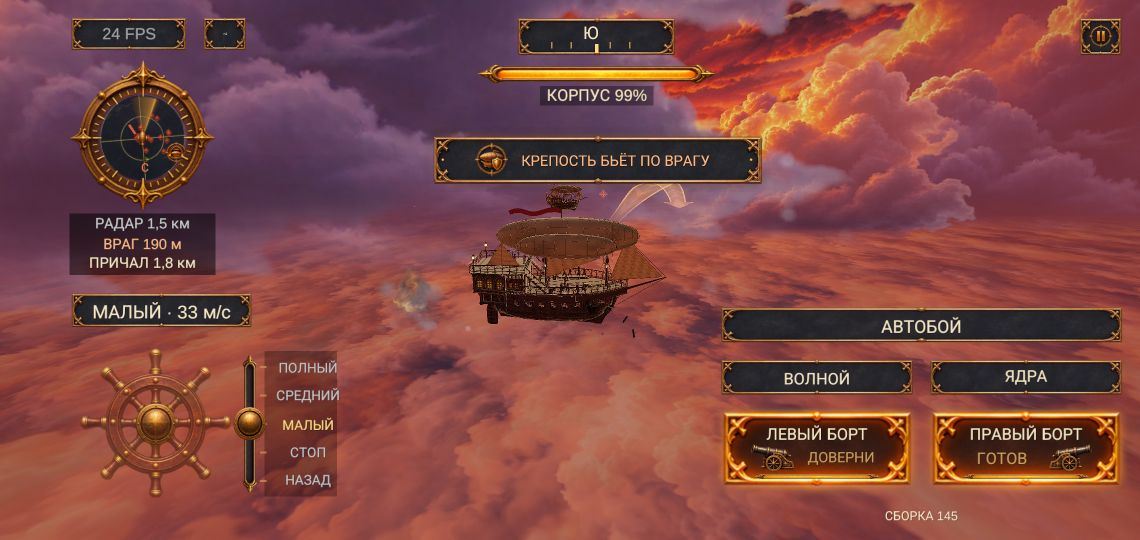 24 FPS
Ю
КОРПУС 99%
КРЕПОСТЬ БЬЁТ ПО ВРАГУ
С
РАДАР 1,5 км
ВРАГ 190 м
ПРИЧАЛ 1,8 км
МАЛЫЙ · 33 м/с
ПОЛНЫЙ
СРЕДНИЙ
МАЛЫЙ
СТОП
НАЗАД
АВТОБОЙ
ВОЛНОЙ
ЯДРА
ЛЕВЫЙ БОРТ
ДОВЕРНИ
ПРАВЫЙ БОРТ
ГОТОВ
СБОРКА 145